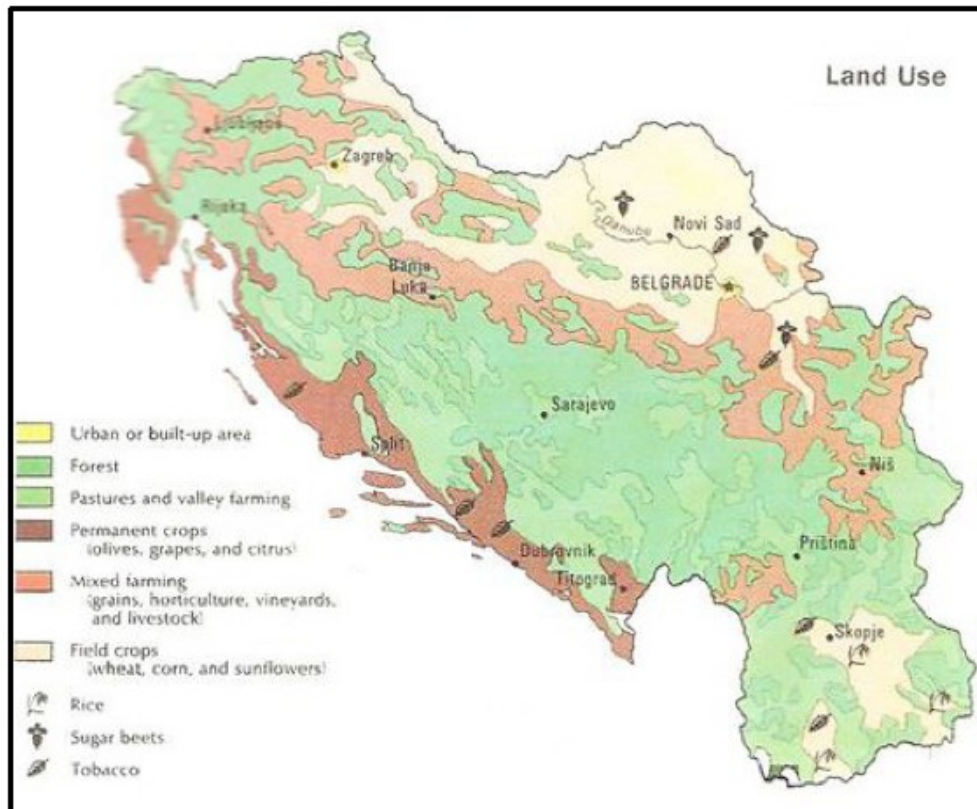 Land Use
Ljubljana
Zagreb
Rijeka
Danube
Novi Sad
BELGRADE
Banja
Luka
Sarajevo
Split
Niš
Dubrovnik
Titograd
Priština
Skopje
Urban or built-up area
Forest
Pastures and valley farming
Permanent crops
(olives, grapes, and citrus)
Mixed farming
(grains, horticulture, vineyards,
and livestock)
Field crops
(wheat, corn, and sunflowers)
Rice
Sugar beets
Tobacco